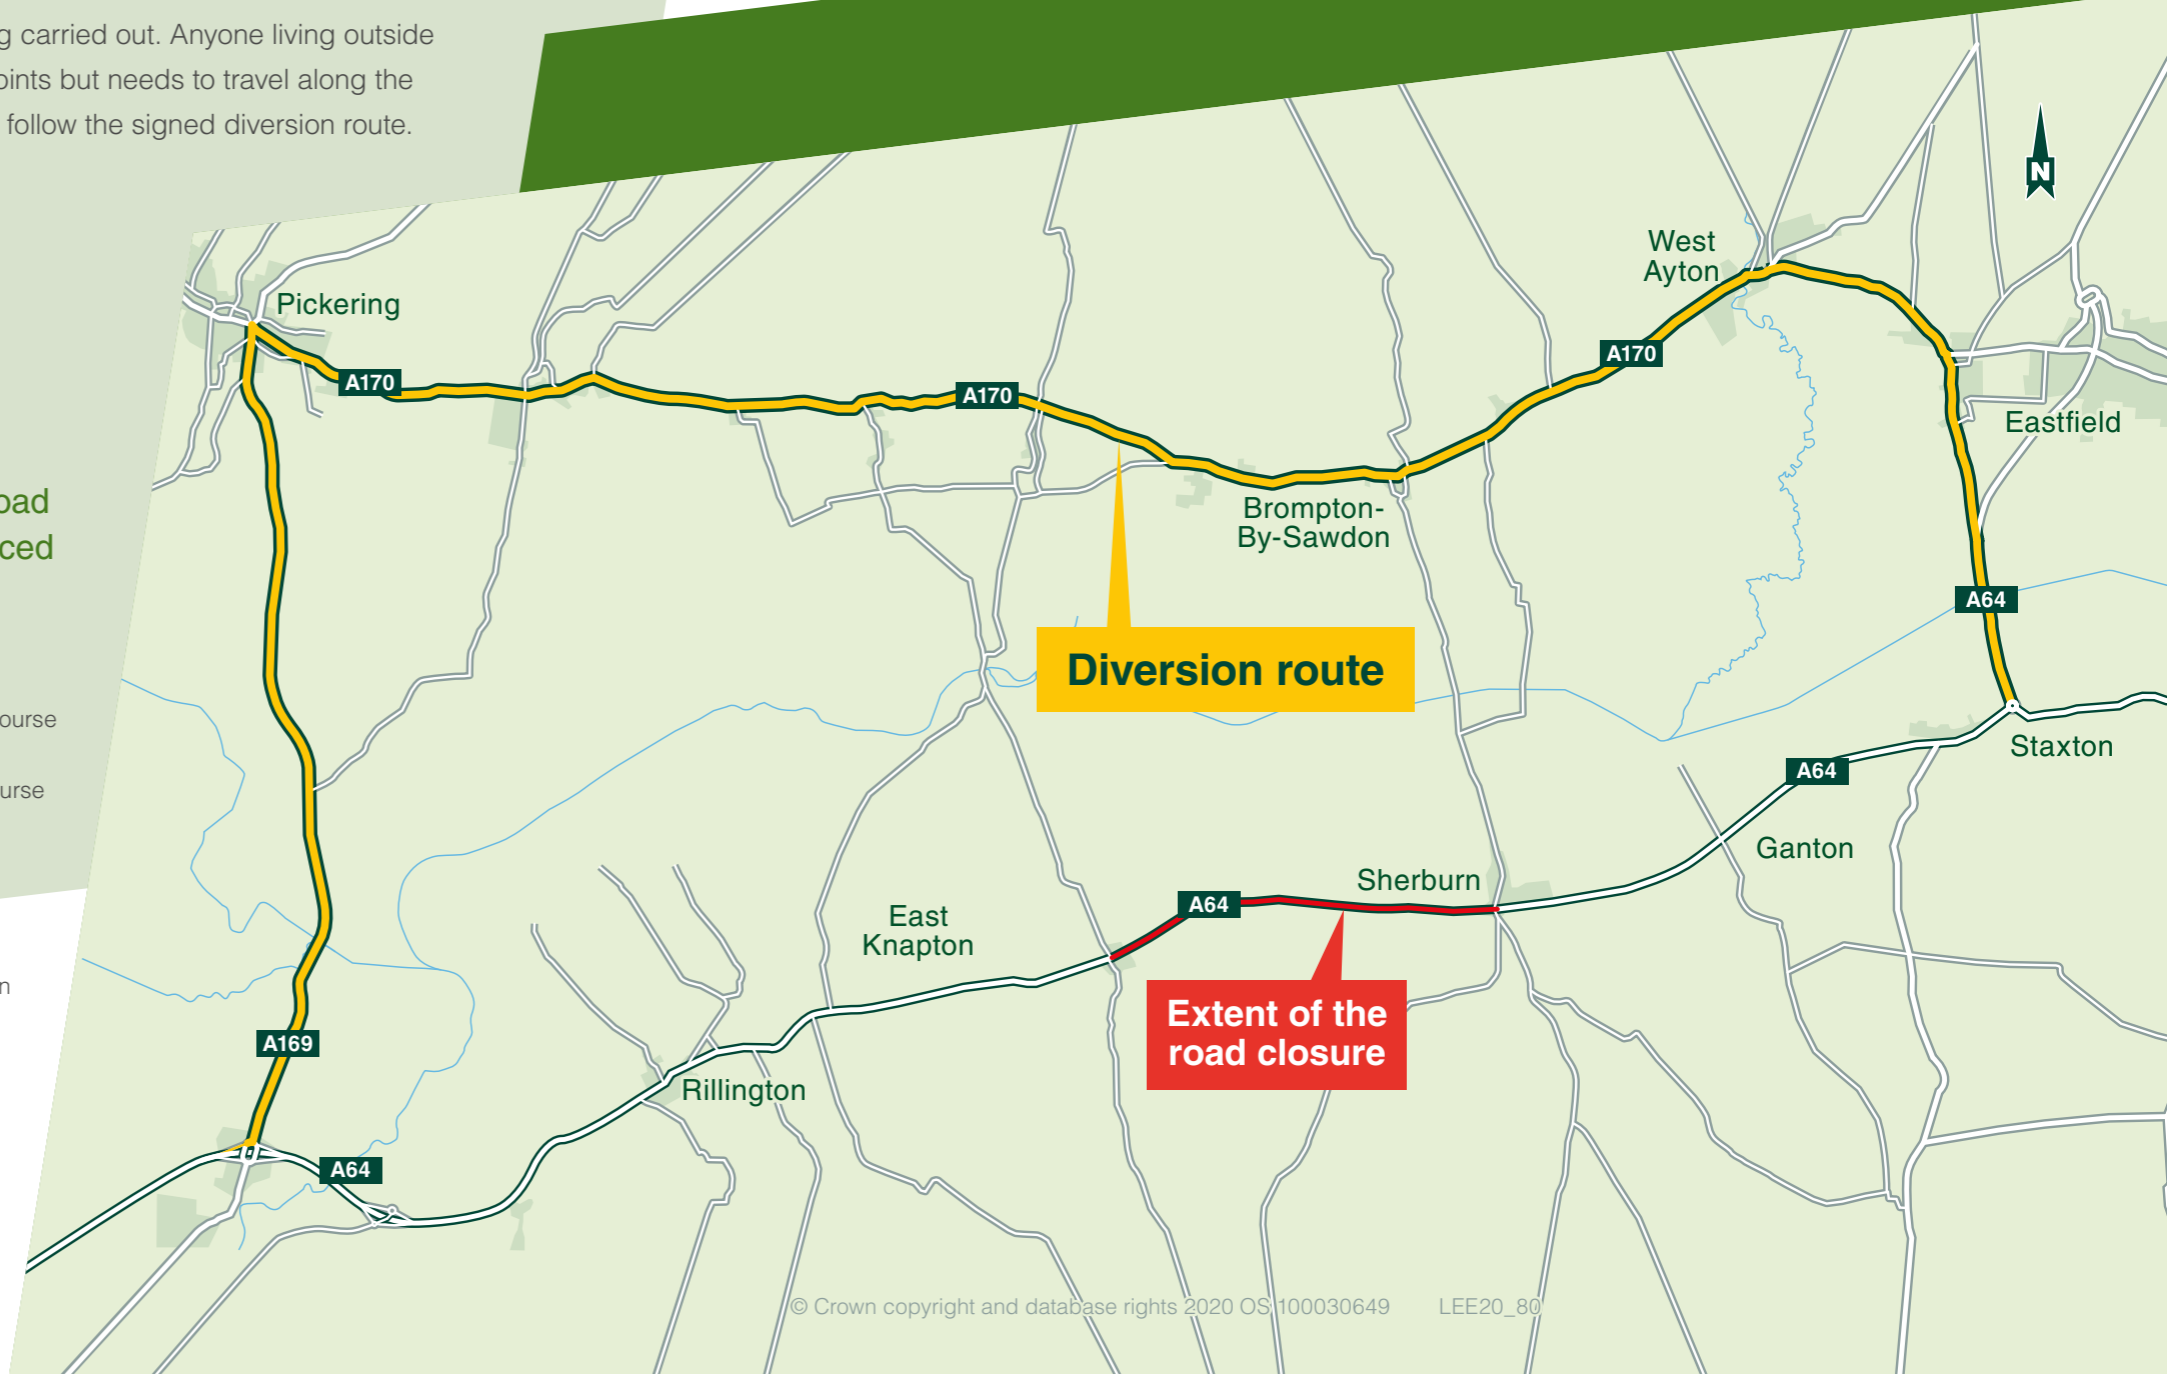 g carried out. Anyone living outside
oints but needs to travel along the
follow the signed diversion route.
oad
ced
ourse
urse
n
N
West
Ayton
Pickering
A170
A170
A170
Eastfield
Brompton-
By-Sawdon
A64
Diversion route
Staxton
A64
Ganton
Sherburn
A64
East
Knapton
Extent of the
road closure
A169
Rillington
A64
© Crown copyright and database rights 2020 OS 100030649 LEE20_80